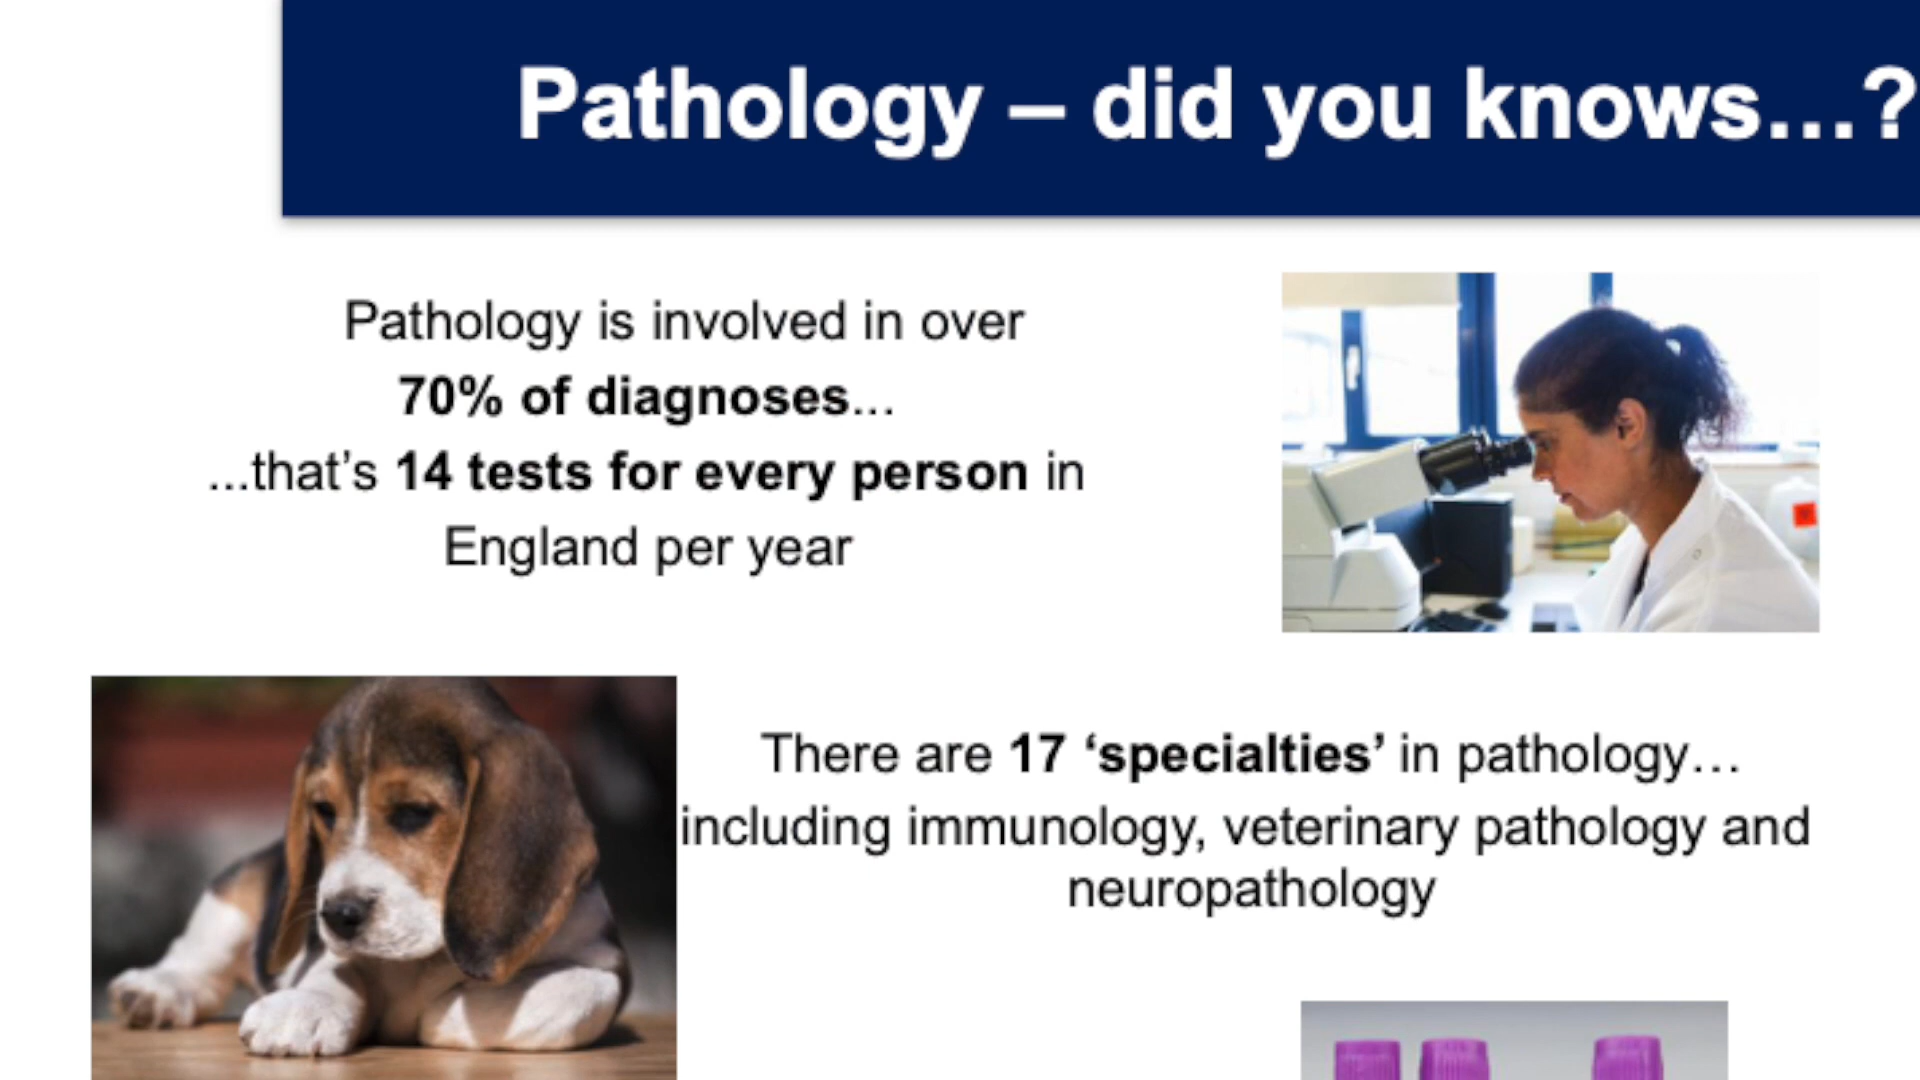 Pathology – did you knows…?
Pathology is involved in over
70% of diagnoses...
...that’s 14 tests for every person in
England per year
There are 17 ‘specialties’ in pathology…
including immunology, veterinary pathology and
neuropathology